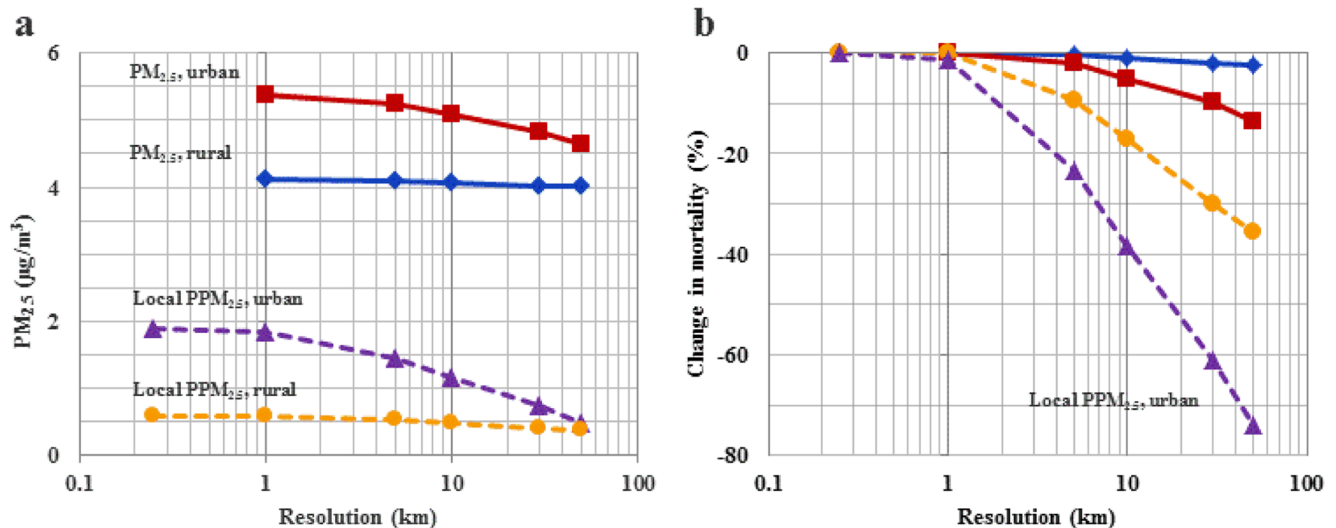 a
PM2.5 (µg/m³)
6
4
2
0
PM2.5, urban
PM2.5, rural
Local PPM2.5, urban
Local PPM2.5, rural
0.1 1 10 100
Resolution (km)
b
Change in mortality (%)
0
-20
-40
-60
-80
Local PPM2.5, urban
0.1 1 10 100
Resolution (km)